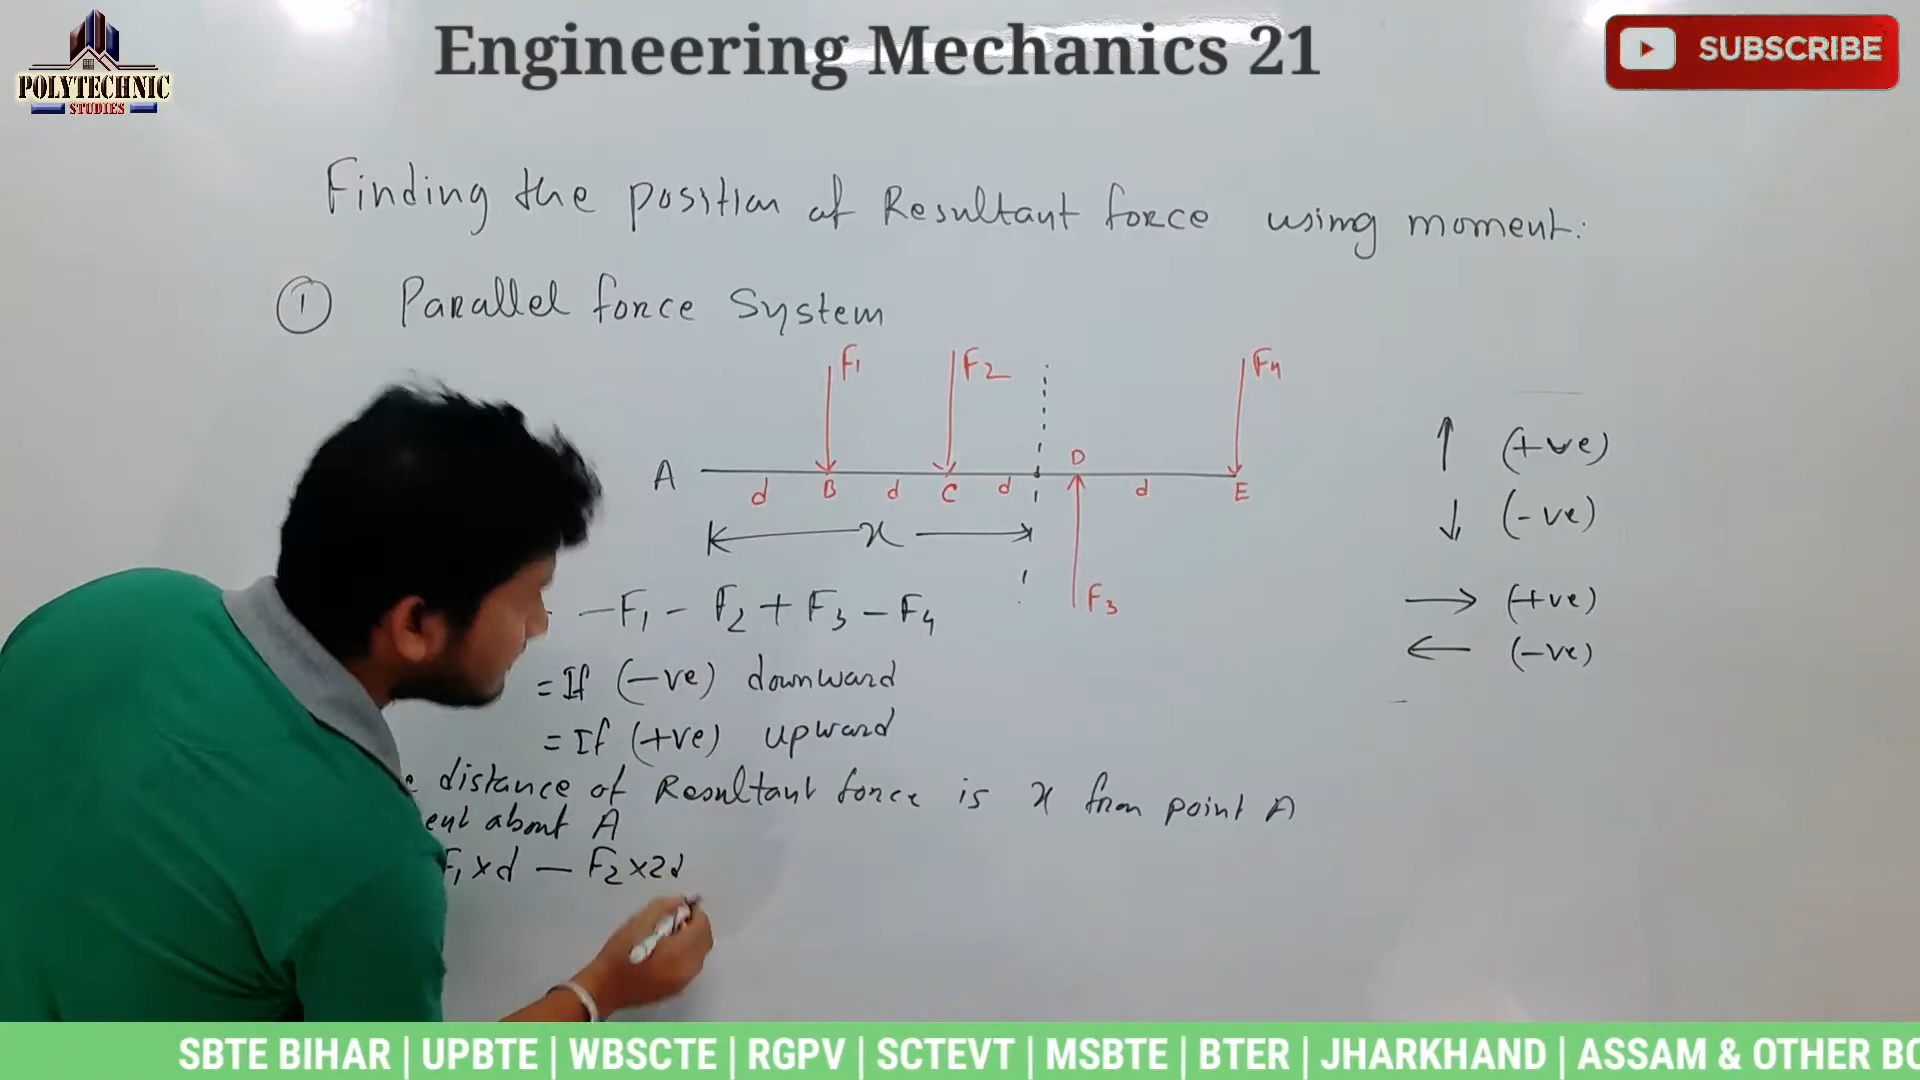 Engineering Mechanics 21
POLYTECHNIC
STUDIES
SUBSCRIBE
Finding the position of Resultant force using moment:
① Parallel force System
F1 F2 F4
A d B d C d D d E
x
F3
↑ (+ve)
↓ (-ve)
→ (+ve)
← (-ve)
-F1 - F2 + F3 - F4
= If (-ve) downward
= If (+ve) upward
distance of Resultant force is x from point A
about A
F1 × d - F2 × 2d
SBTE BIHAR | UPBTE | WBSCTE | RGPV | SCTEVT | MSBTE | BTER | JHARKHAND | ASSAM & OTHER BO